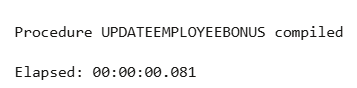 Procedure UPDATEEMPLOYEEBONUS compiled
Elapsed: 00:00:00.081